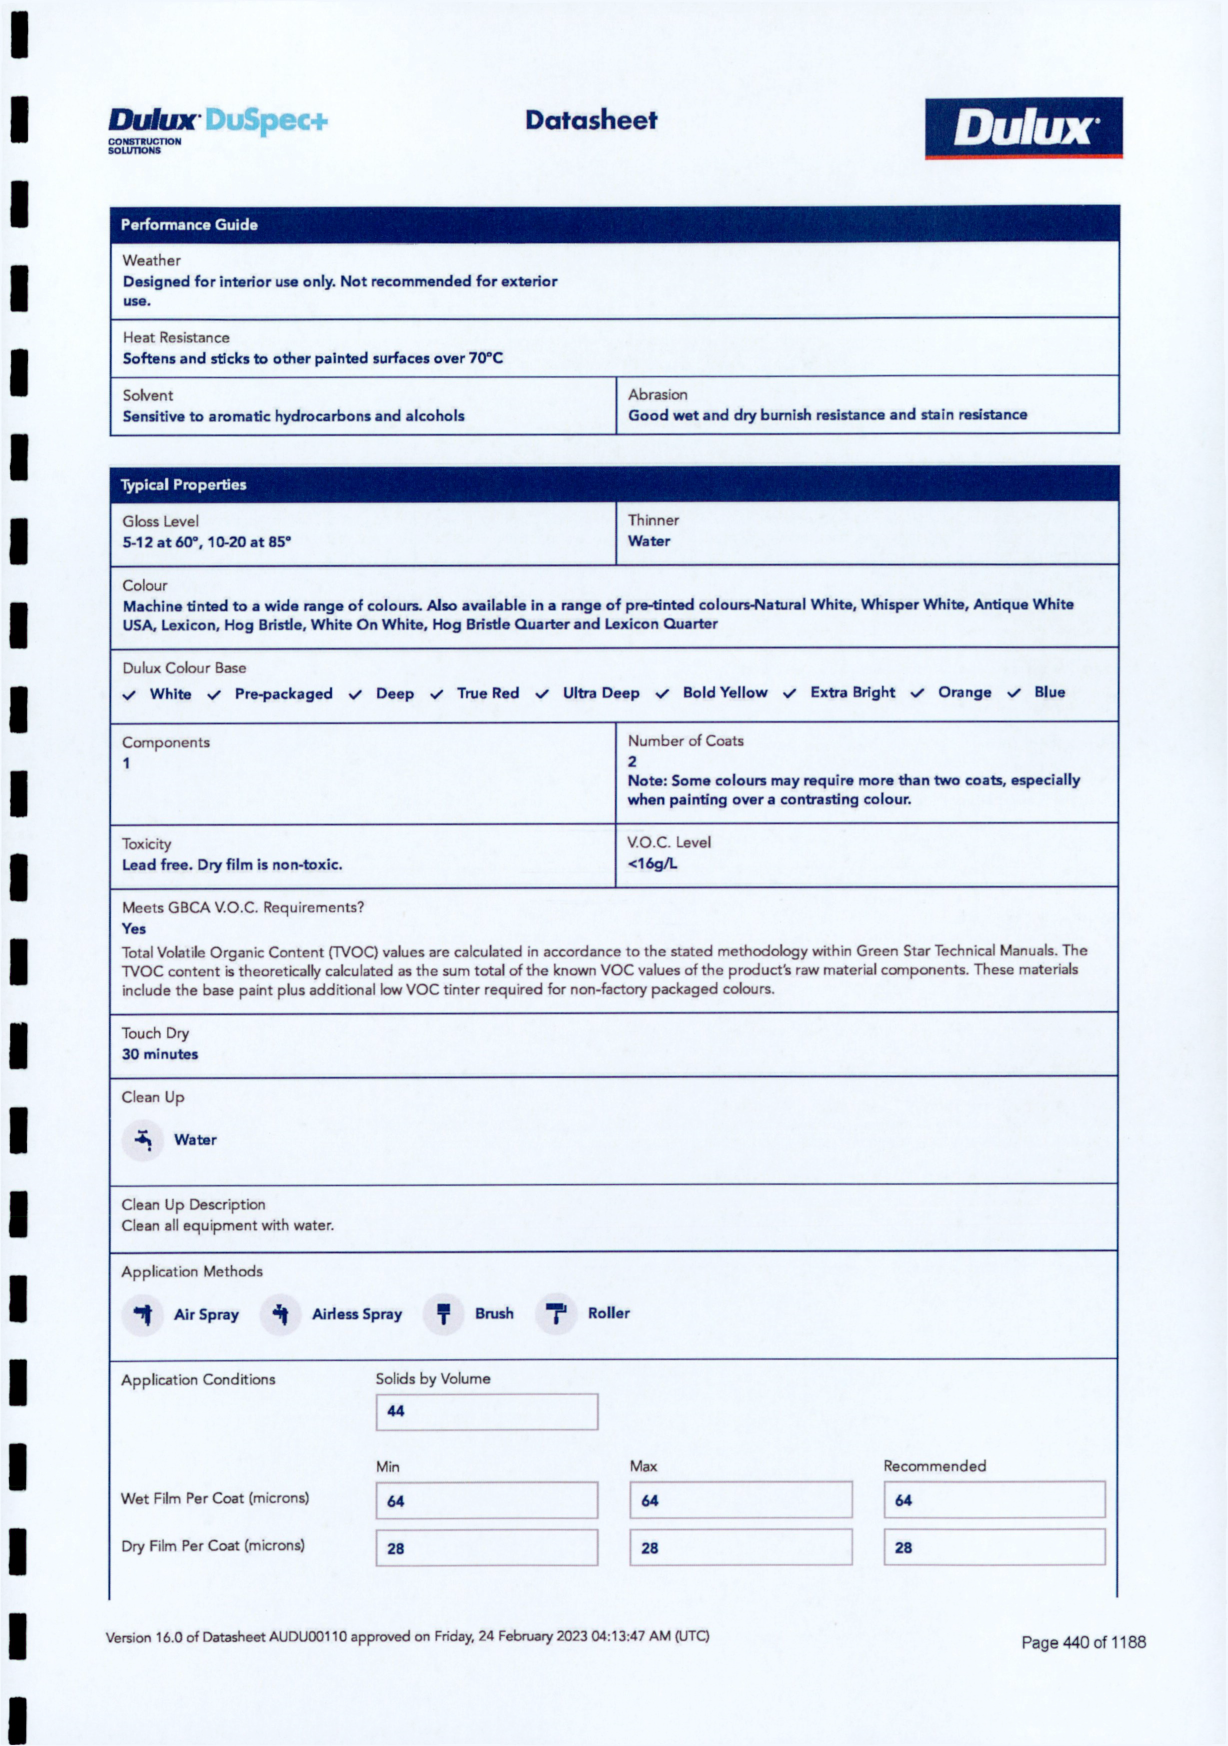 Dulux DuSpec+
CONSTRUCTION
SOLUTIONS
Datasheet
Dulux
Performance Guide
Weather
Designed for interior use only. Not recommended for exterior
use.
Heat Resistance
Softens and sticks to other painted surfaces over 70°C
Solvent
Sensitive to aromatic hydrocarbons and alcohols
Abrasion
Good wet and dry burnish resistance and stain resistance
Typical Properties
Gloss Level
5-12 at 60°, 10-20 at 85°
Thinner
Water
Colour
Machine tinted to a wide range of colours. Also available in a range of pre-tinted colours-Natural White, Whisper White, Antique White
USA, Lexicon, Hog Bristle, White On White, Hog Bristle Quarter and Lexicon Quarter
Dulux Colour Base
✓ White ✓ Pre-packaged ✓ Deep ✓ True Red ✓ Ultra Deep ✓ Bold Yellow ✓ Extra Bright ✓ Orange ✓ Blue
Components
1
Number of Coats
2
Note: Some colours may require more than two coats, especially
when painting over a contrasting colour.
Toxicity
Lead free. Dry film is non-toxic.
V.O.C. Level
<16g/L
Meets GBCA V.O.C. Requirements?
Yes
Total Volatile Organic Content (TVOC) values are calculated in accordance to the stated methodology within Green Star Technical Manuals. The
TVOC content is theoretically calculated as the sum total of the known VOC values of the product's raw material components. These materials
include the base paint plus additional low VOC tinter required for non-factory packaged colours.
Touch Dry
30 minutes
Clean Up
Water
Clean Up Description
Clean all equipment with water.
Application Methods
Air Spray Airless Spray Brush Roller
Application Conditions
Solids by Volume
44
Min Max Recommended
Wet Film Per Coat (microns) 64 64 64
Dry Film Per Coat (microns) 28 28 28
Version 16.0 of Datasheet AUDU00110 approved on Friday, 24 February 2023 04:13:47 AM (UTC)
Page 440 of 1188